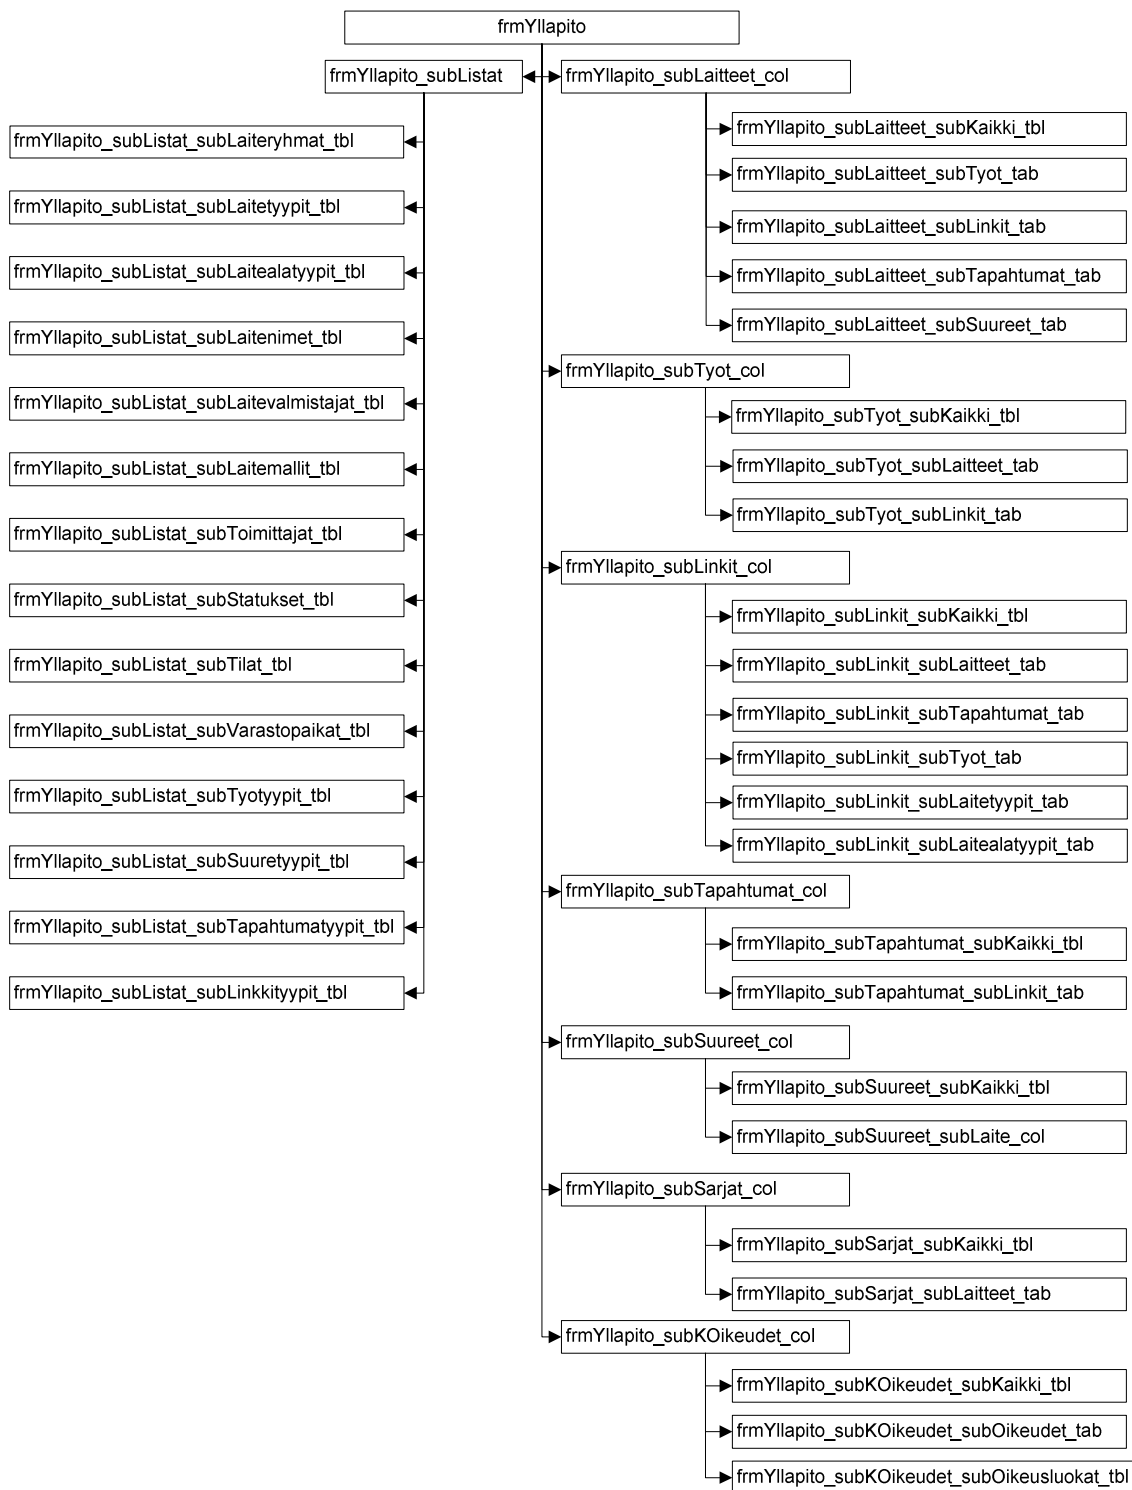 frmYllapito
frmYllapito_subListat
frmYllapito_subListat_subLaiteryhmat_tbl
frmYllapito_subListat_subLaitetyypit_tbl
frmYllapito_subListat_subLaitealatyypit_tbl
frmYllapito_subListat_subLaitenimet_tbl
frmYllapito_subListat_subLaitevalmistajat_tbl
frmYllapito_subListat_subLaitemallit_tbl
frmYllapito_subListat_subToimittajat_tbl
frmYllapito_subListat_subStatukset_tbl
frmYllapito_subListat_subTilat_tbl
frmYllapito_subListat_subVarastopaikat_tbl
frmYllapito_subListat_subTyotyypit_tbl
frmYllapito_subListat_subSuuretyypit_tbl
frmYllapito_subListat_subTapahtumatyypit_tbl
frmYllapito_subListat_subLinkkityypit_tbl
frmYllapito_subLaitteet_col
frmYllapito_subLaitteet_subKaikki_tbl
frmYllapito_subLaitteet_subTyot_tab
frmYllapito_subLaitteet_subLinkit_tab
frmYllapito_subLaitteet_subTapahtumat_tab
frmYllapito_subLaitteet_subSuureet_tab
frmYllapito_subTyot_col
frmYllapito_subTyot_subKaikki_tbl
frmYllapito_subTyot_subLaitteet_tab
frmYllapito_subTyot_subLinkit_tab
frmYllapito_subLinkit_col
frmYllapito_subLinkit_subKaikki_tbl
frmYllapito_subLinkit_subLaitteet_tab
frmYllapito_subLinkit_subTapahtumat_tab
frmYllapito_subLinkit_subTyot_tab
frmYllapito_subLinkit_subLaitetyypit_tab
frmYllapito_subLinkit_subLaitealatyypit_tab
frmYllapito_subTapahtumat_col
frmYllapito_subTapahtumat_subKaikki_tbl
frmYllapito_subTapahtumat_subLinkit_tab
frmYllapito_subSuureet_col
frmYllapito_subSuureet_subKaikki_tbl
frmYllapito_subSuureet_subLaite_col
frmYllapito_subSarjat_col
frmYllapito_subSarjat_subKaikki_tbl
frmYllapito_subSarjat_subLaitteet_tab
frmYllapito_subKOikeudet_col
frmYllapito_subKOikeudet_subKaikki_tbl
frmYllapito_subKOikeudet_subOikeudet_tab
frmYllapito_subKOikeudet_subOikeusluokat_tbl